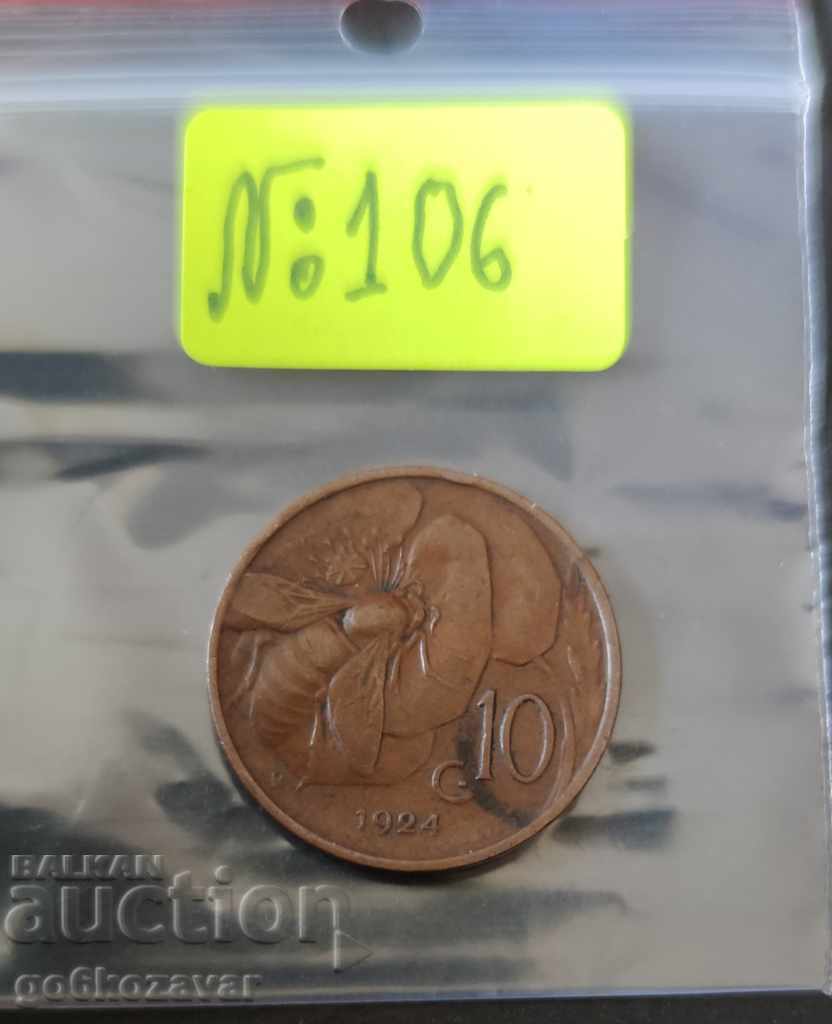 №:106
C. 10
1924
BALKAN
auction
go6kozavar